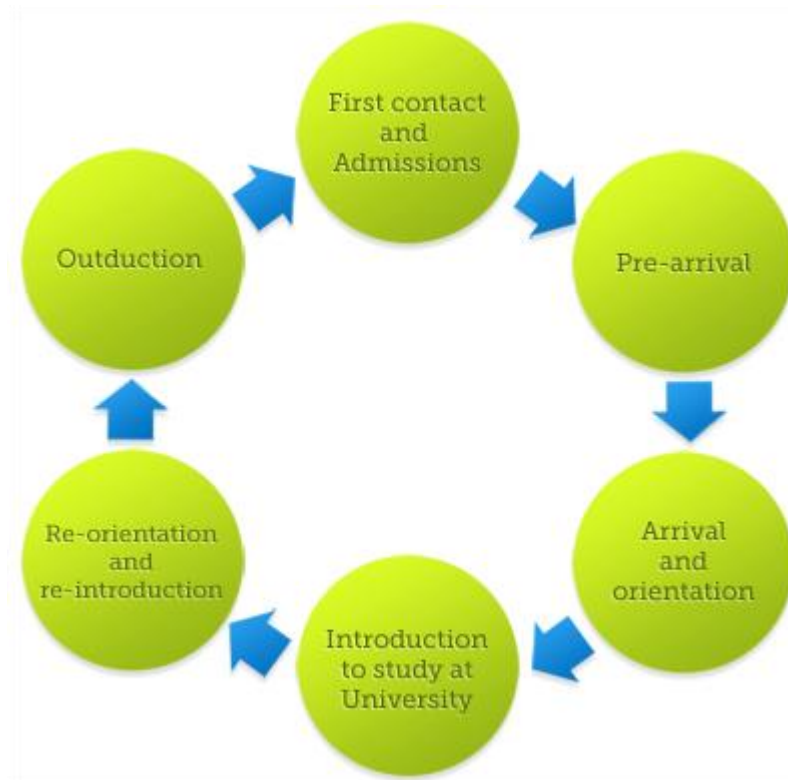 First contact
and
Admissions
Pre-arrival
Arrival
and
orientation
Introduction
to study at
University
Re-orientation
and
re-introduction
Outduction